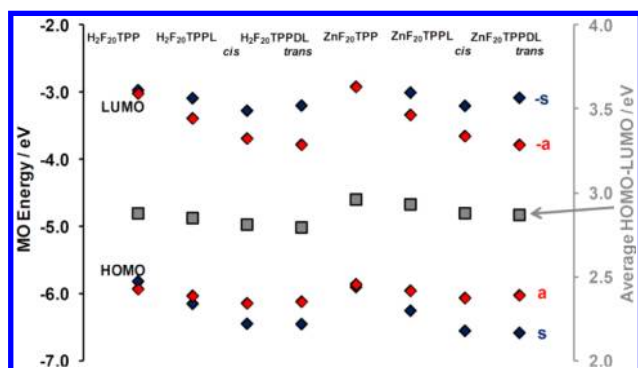 -2.0
-3.0
-4.0
-5.0
-6.0
-7.0
MO Energy / eV
H₂F₂₀TPP H₂F₂₀TPPL H₂F₂₀TPPDL ZnF₂₀TPP ZnF₂₀TPPL ZnF₂₀TPPDL
cis trans cis trans
LUMO
-s
-a
HOMO
a
s
4.0
3.5
3.0
2.5
2.0
Average HOMO-LUMO / eV